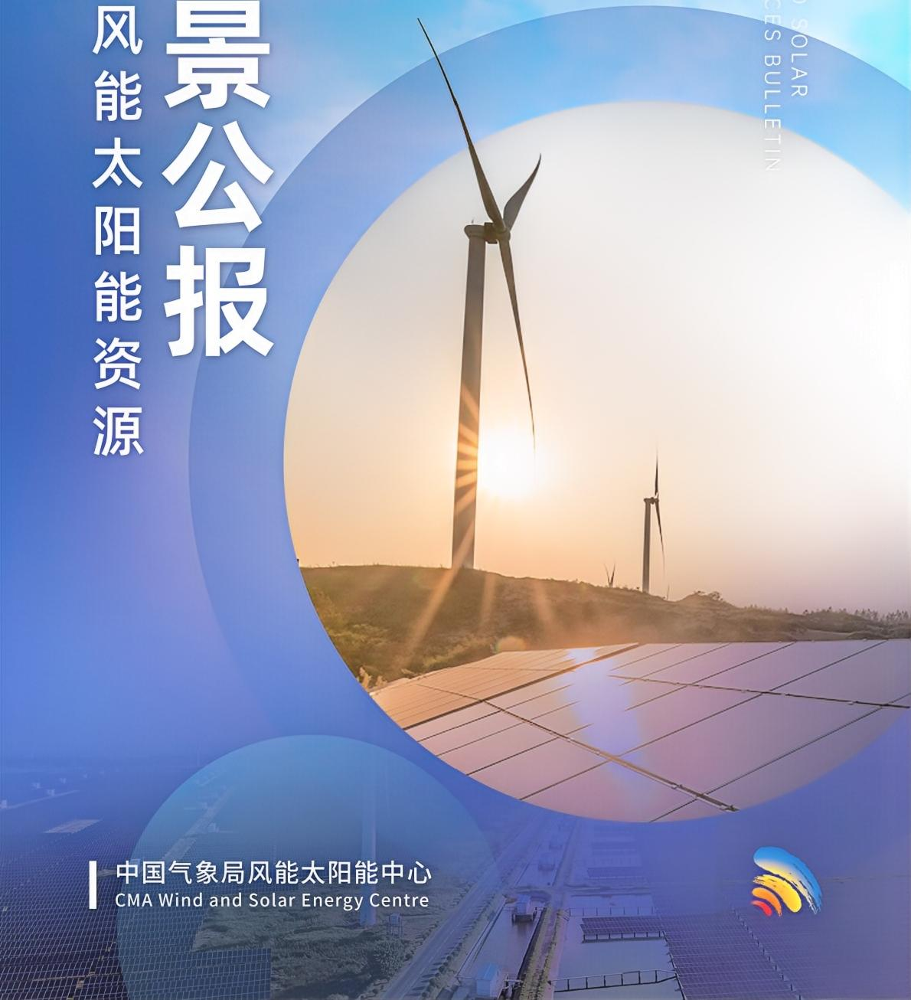 景公报
风能太阳能资源
SOLAR
CES BULLETIN
中国气象局风能太阳能中心
CMA Wind and Solar Energy Centre